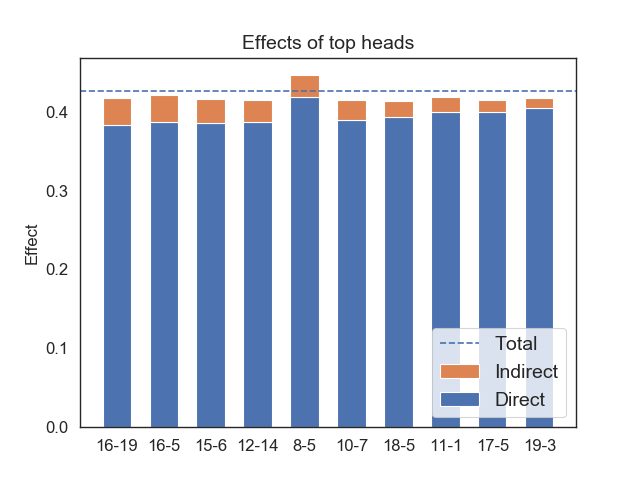 Effects of top heads
Effect
0.4
0.3
0.2
0.1
0.0
Total
Indirect
Direct
16-19 16-5 15-6 12-14 8-5 10-7 18-5 11-1 17-5 19-3